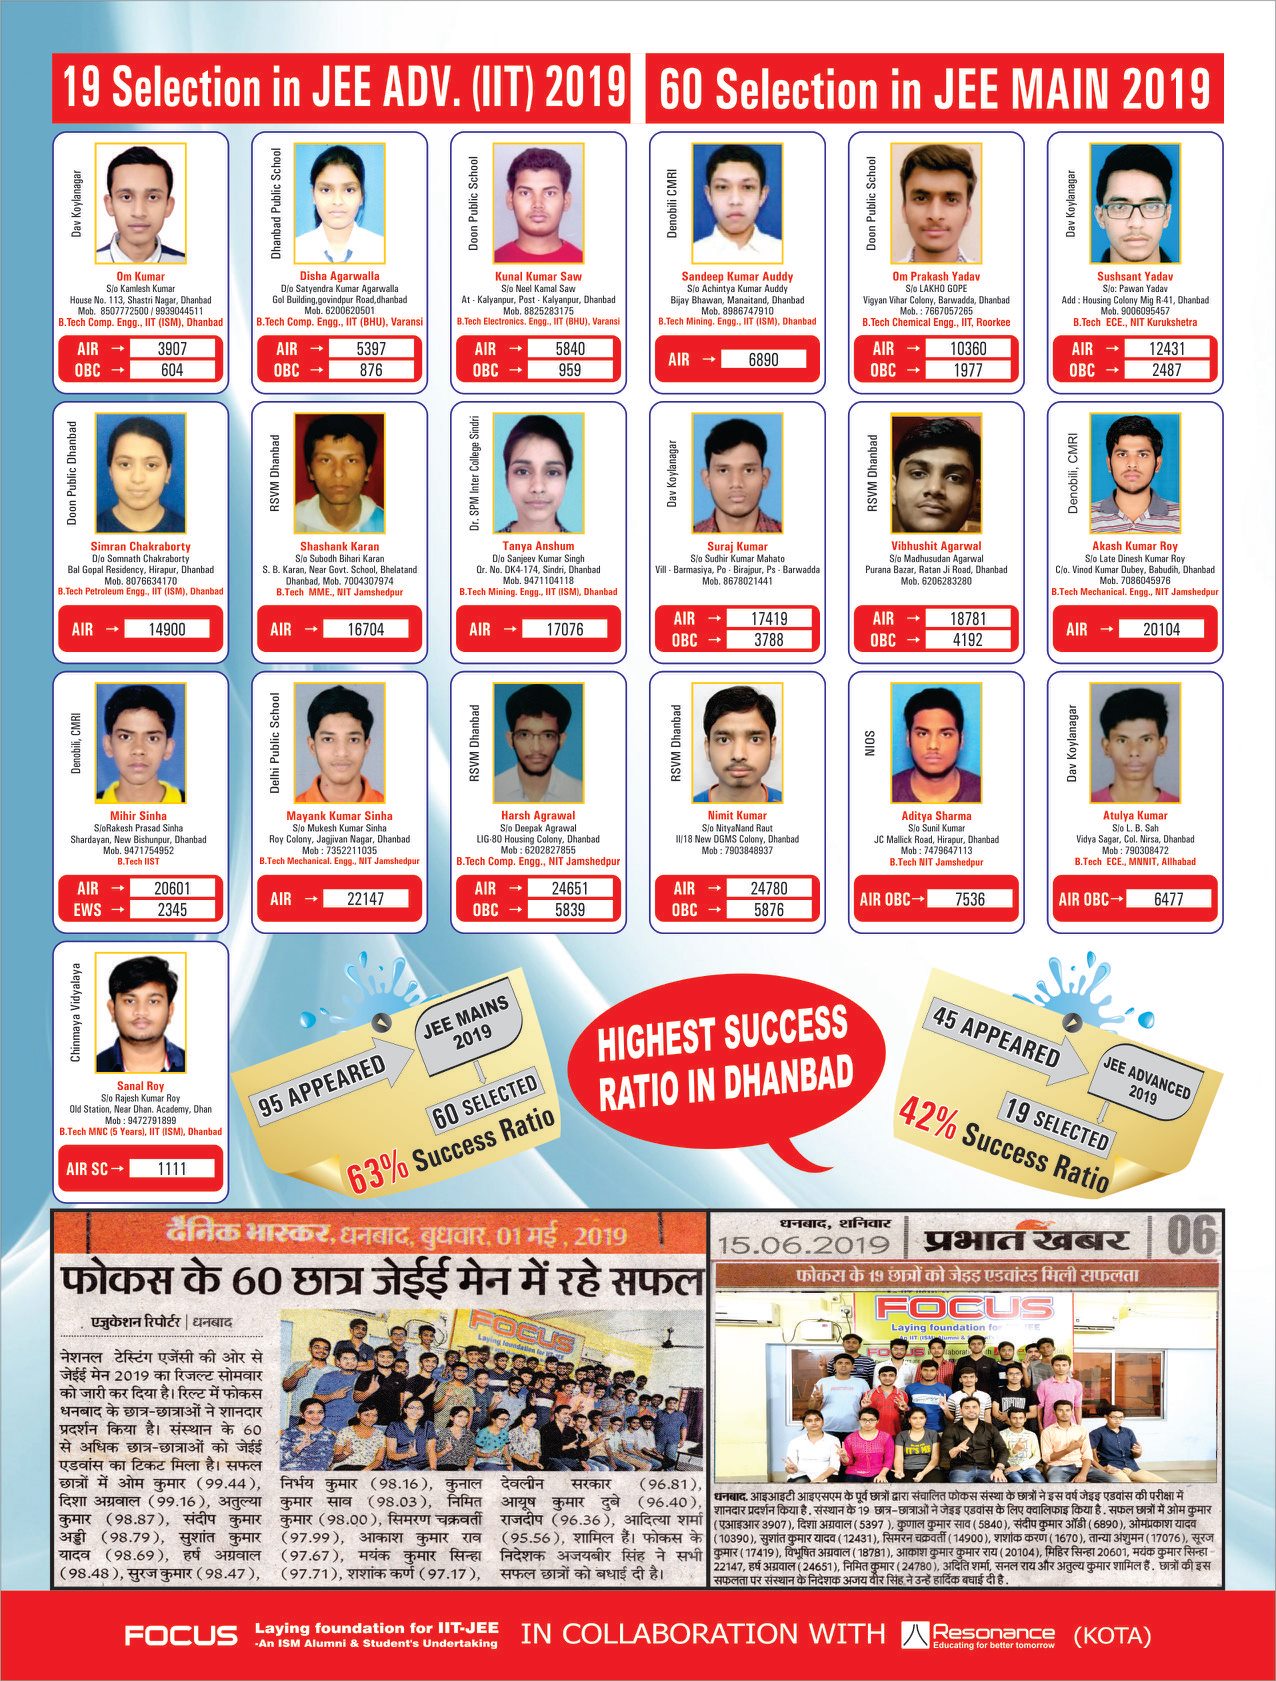 19 Selection in JEE ADV. (IIT) 2019
60 Selection in JEE MAIN 2019
Dav Koylanagar
Om Kumar
S/o Kamlesh Kumar
House No. 113, Shastri Nagar, Dhanbad
Mob. 8507772500 / 9939044511
B.Tech Comp. Engg., IIT (ISM), Dhanbad
AIR → 3907
OBC → 604
Dhanbad Public School
Disha Agarwalla
D/o Satyendra Kumar Agarwalla
Gol Building,govindpur Road,dhanbad
Mob. 6200620501
B.Tech Comp. Engg., IIT (BHU), Varansi
AIR → 5397
OBC → 876
Doon Public School
Kunal Kumar Saw
S/o Neel Kamal Saw
At - Kalyanpur, Post - Kalyanpur, Dhanbad
Mob. 8825283175
B.Tech Electronics. Engg., IIT (BHU), Varansi
AIR → 5840
OBC → 959
Denobili CMRI
Sandeep Kumar Auddy
S/o Achintya Kumar Auddy
Bijay Bhawan, Manaitand, Dhanbad
Mob. 8986747910
B.Tech Mining. Engg., IIT (ISM), Dhanbad
AIR → 6890
Doon Public School
Om Prakash Yadav
S/o LAKHO GOPE
Vigyan Vihar Colony, Barwadda, Dhanbad
Mob. : 7667057265
B.Tech Chemical Engg., IIT, Roorkee
AIR → 10360
OBC → 1977
Dav Koylanagar
Sushsant Yadav
S/o: Pawan Yadav
Add : Housing Colony Mig R-41, Dhanbad
Mob. 9006095457
B.Tech ECE., NIT Kurukshetra
AIR → 12431
OBC → 2487
Doon Public Dhanbad
Simran Chakraborty
D/o Somnath Chakraborty
Bal Gopal Residency, Hirapur, Dhanbad
Mob. 8076634170
B.Tech Petroleum Engg., IIT (ISM), Dhanbad
AIR → 14900
RSVM Dhanbad
Shashank Karan
S/o Subodh Bihari Karan
S. B. Karan, Near Govt. School, Bhelatand
Dhanbad, Mob. 7004307974
B.Tech MME., NIT Jamshedpur
AIR → 16704
Dr. SPM Inter College Sindri
Tanya Anshum
D/o Sanjeev Kumar Singh
Qr. No. DK4-174, Sindri, Dhanbad
Mob. 9471104118
B.Tech Mining. Engg., IIT (ISM), Dhanbad
AIR → 17076
Dav Koylanagar
Suraj Kumar
S/o Sudhir Kumar Mahato
Vill - Barmasiya, Po - Birajpur, Ps - Barwadda
Mob. 8678021441
AIR → 17419
OBC → 3788
RSVM Dhanbad
Vibhushit Agarwal
S/o Madhusudan Agarwal
Purana Bazar, Ratan Ji Road, Dhanbad
Mob. 6206283280
AIR → 18781
OBC → 4192
Denobili, CMRI
Akash Kumar Roy
S/o Late Dinesh Kumar Roy
C/o. Vinod Kumar Dubey, Babudih, Dhanbad
Mob. 7086045976
B.Tech Mechanical. Engg., NIT Jamshedpur
AIR → 20104
Denobili, CMRI
Mihir Sinha
S/oRakesh Prasad Sinha
Shardayan, New Bishunpur, Dhanbad
Mob. 9471754952
B.Tech IIST
AIR → 20601
EWS → 2345
Delhi Public School
Mayank Kumar Sinha
S/o Mukesh Kumar Sinha
Roy Colony, Jagjivan Nagar, Dhanbad
Mob : 7352211035
B.Tech Mechanical. Engg., NIT Jamshedpur
AIR → 22147
RSVM Dhanbad
Harsh Agrawal
S/o Deepak Agrawal
LIG-80 Housing Colony, Dhanbad
Mob : 6202827855
B.Tech Comp. Engg., NIT Jamshedpur
AIR → 24651
OBC → 5839
RSVM Dhanbad
Nimit Kumar
S/o NityaNand Raut
II/18 New DGMS Colony, Dhanbad
Mob : 7903848937
AIR → 24780
OBC → 5876
NIOS
Aditya Sharma
S/o Sunil Kumar
JC Mallick Road, Hirapur, Dhanbad
Mob : 7479647113
B.Tech NIT Jamshedpur
AIR OBC→ 7536
Dav Koylanagar
Atulya Kumar
S/o L. B. Sah
Vidya Sagar, Col. Nirsa, Dhanbad
Mob : 790308472
B.Tech ECE., MNNIT, Allhabad
AIR OBC→ 6477
Chinmaya Vidyalaya
Sanal Roy
S/o Rajesh Kumar Roy
Old Station, Near Dhan. Academy, Dhan
Mob : 9472791899
B.Tech MNC (5 Years), IIT (ISM), Dhanbad
AIR SC→ 1111
95 APPEARED
JEE MAINS
2019
60 SELECTED
63% Success Ratio
HIGHEST SUCCESS
RATIO IN DHANBAD
45 APPEARED
JEE ADVANCED
2019
19 SELECTED
42% Success Ratio
दैनिक भास्कर, धनबाद, बुधवार, 01 मई , 2019
फोकस के 60 छात्र जेईई मेन में रहे सफल
एजुकेशन रिपोर्टर | धनबाद
नेशनल टेस्टिंग एजेंसी की ओर से
जेईई मेन 2019 का रिजल्ट सोमवार
को जारी कर दिया है। रिल्ट में फोकस
धनबाद के छात्र-छात्राओं ने शानदार
प्रदर्शन किया है। संस्थान के 60
से अधिक छात्र-छात्राओं को जेईई
एडवांस का टिकट मिला है। सफल
छात्रों में ओम कुमार (99.44),
दिशा अग्रवाल (99.16), अतुल्या
कुमार (98.87), संदीप कुमार
अड्डी (98.79), सुशांत कुमार
यादव (98.69), हर्ष अग्रवाल
(98.48), सुरज कुमार (98.47),
FOCUS
Laying foundation for IIT-JEE
निर्भय कुमार (98.16), कुनाल
कुमार साव (98.03), निमित
कुमार (98.00), सिमरण चक्रवर्ती
(97.99), आकाश कुमार राव
(97.67), मयंक कुमार सिन्हा
(97.71), शशांक कर्ण (97.17),
देवलीन सरकार (96.81),
आयूष कुमार दुबे (96.40),
राजदीप (96.36), आदित्या शर्मा
(95.56), शामिल हैं। फोकस के
निदेशक अजयबीर सिंह ने सभी
सफल छात्रों को बधाई दी है।
धनबाद, शनिवार
15.06.2019
प्रभात खबर
06
फोकस के 19 छात्रों को जेइइ एडवांस्ड मिली सफलता
FOCUS
Laying foundation for IIT-JEE
धनबाद. आइआइटी आइएसएम के पूर्व छात्रों द्वारा संचालित फोकस संस्था के छात्रों ने इस वर्ष जेइइ एडवांस की परीक्षा में
शानदार प्रदर्शन किया है . संस्थान के 19 छात्र-छात्राओं ने जेइइ एडवांस के लिए क्वालिफाइ किया है . सफल छात्रों में ओम कुमार
(एआइआर 3907), दिशा अग्रवाल (5397 ), कुणाल कुमार साव (5840), संदीप कुमार ऑडी (6890), ओमप्रकाश यादव
(10390), सुशांत कुमार यादव (12431), सिमरन चक्रवर्ती (14900), शशांक करण (1670), तान्या अंशुमन (17076), सूरज
कुमार (17419), विभूषित अग्रवाल (18781), आकाश कुमार कुमार राय (20104), मिहिर सिन्हा 20601, मयंक कुमार सिन्हा -
22147, हर्ष अग्रवाल (24651), निमित कुमार (24780), अदिति शर्मा, सनल राय और अतुल्य कुमार शामिल हैं . छात्रों की इस
सफलता पर संस्थान के निदेशक अजय वीर सिंह ने उन्हें हार्दिक बधाई दी है .
FOCUS Laying foundation for IIT-JEE
-An ISM Alumni & Student's Undertaking
IN COLLABORATION WITH Resonance (KOTA)
Educating for better tomorrow